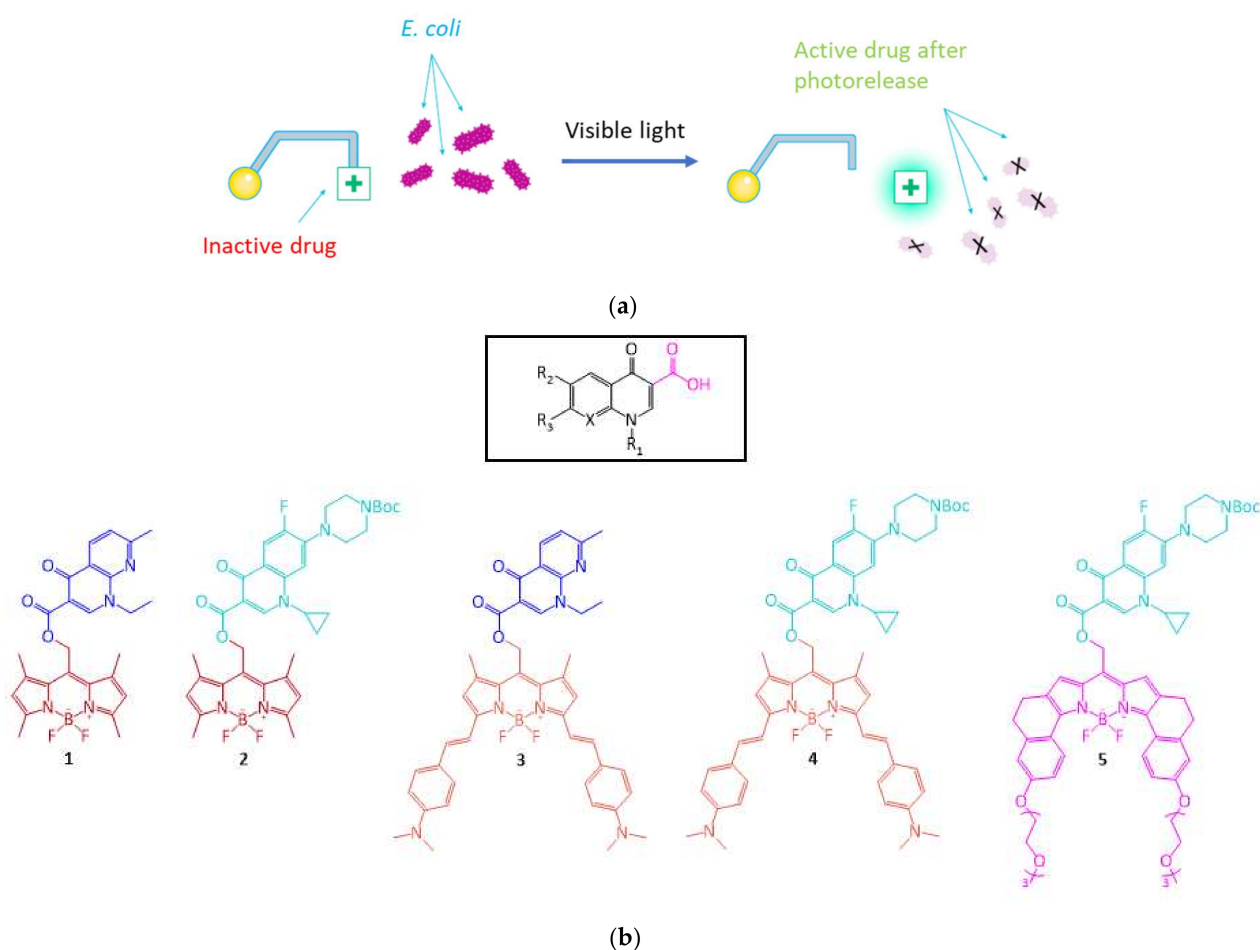 E. coli
Active drug after
photorelease
Visible light
Inactive drug
(a)
O O
R2 OH
R3 X N
R1
F NBoc N O N O O
F NBoc N O N O O
F NBoc N O N O O
N O N O O
N O N O O
N B N+ F F
N B N+ F F
N B N+ F F
N B N+ F F
N B N+ F F
1 2 3 4 5
N N N N
O O
O O
3 3
(b)